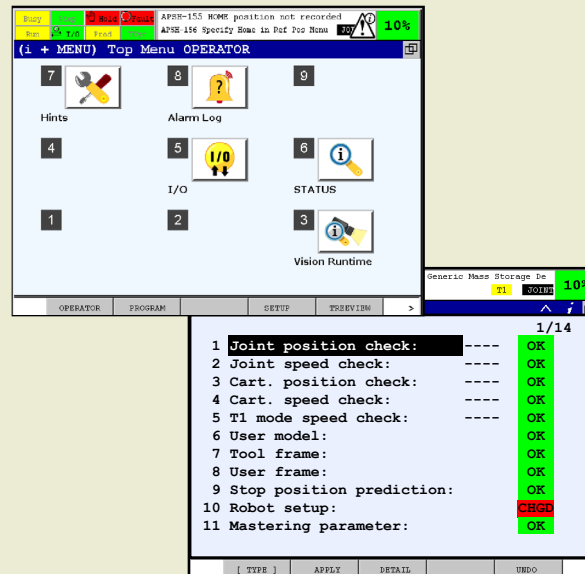 Busy
Hold
Fault
APSH-155 HOME position not recorded
Run
I/O
Prod
APSH-156 Specify Home in Ref Pos Menu
10%
(i + MENU) Top Menu OPERATOR
7
8
?
9
Hints
Alarm Log
4
5
I/O
6
i
I/O
STATUS
1
2
3
i
Vision Runtime
OPERATOR PROGRAM SETUP TREEVIEW >
Generic Mass Storage De
T1 JOINT
1/14
1 Joint position check: ---- OK
2 Joint speed check: ---- OK
3 Cart. position check: ---- OK
4 Cart. speed check: ---- OK
5 T1 mode speed check: ---- OK
6 User model: OK
7 Tool frame: OK
8 User frame: OK
9 Stop position prediction: OK
10 Robot setup: CHGD
11 Mastering parameter: OK
[ TYPE ] APPLY DETAIL UNDO